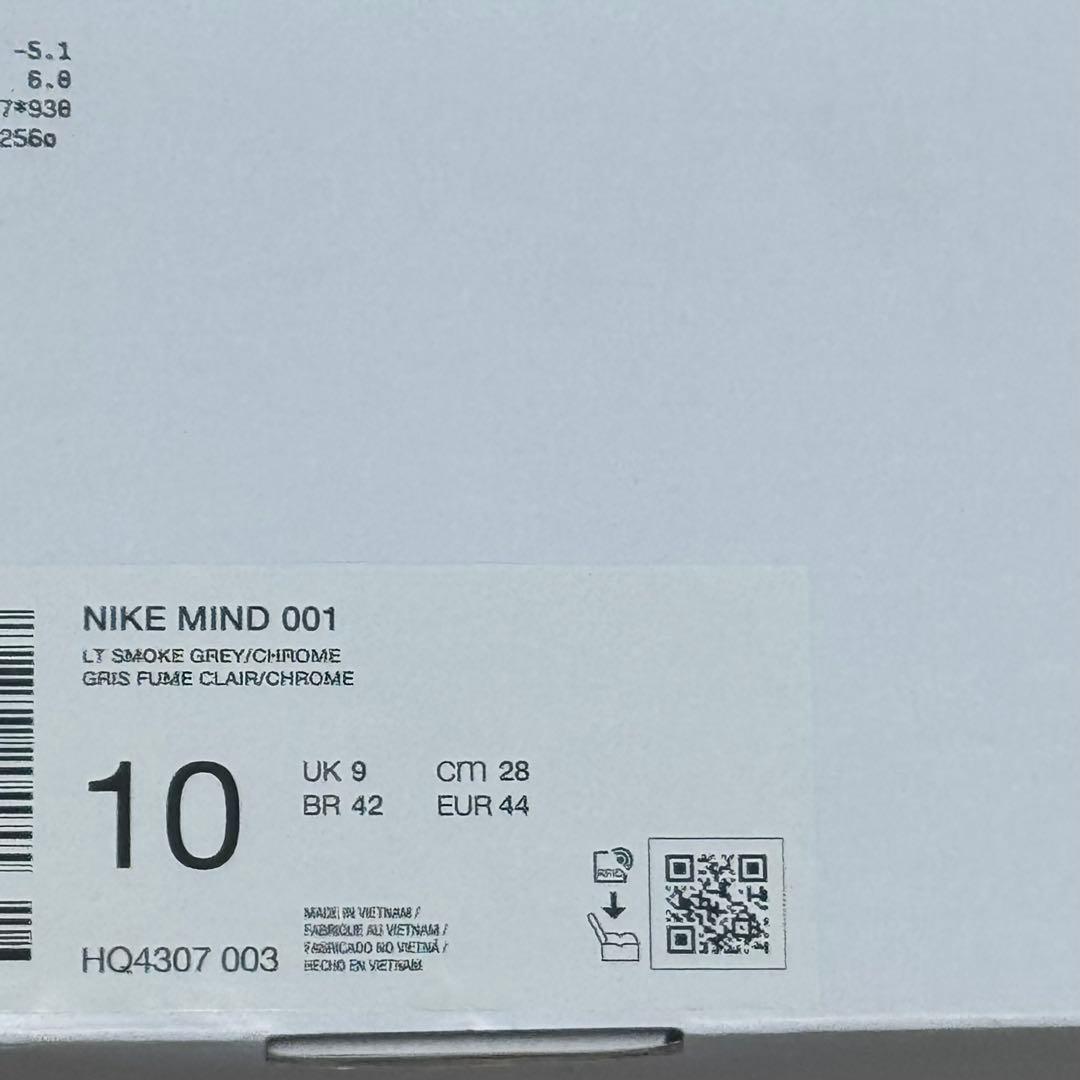 -5.1
6.0
7*930
256o
NIKE MIND 001
LT SMOKE GREY/CHROME
GRIS FUME CLAIR/CHROME
10
UK 9
CM 28
BR 42
EUR 44
RFID
HQ4307 003
MADE IN VIETNAM /
FABRIQUE AU VIETNAM /
FABRICADO NO VIETNÃ /
HECHO EN VIETNAM